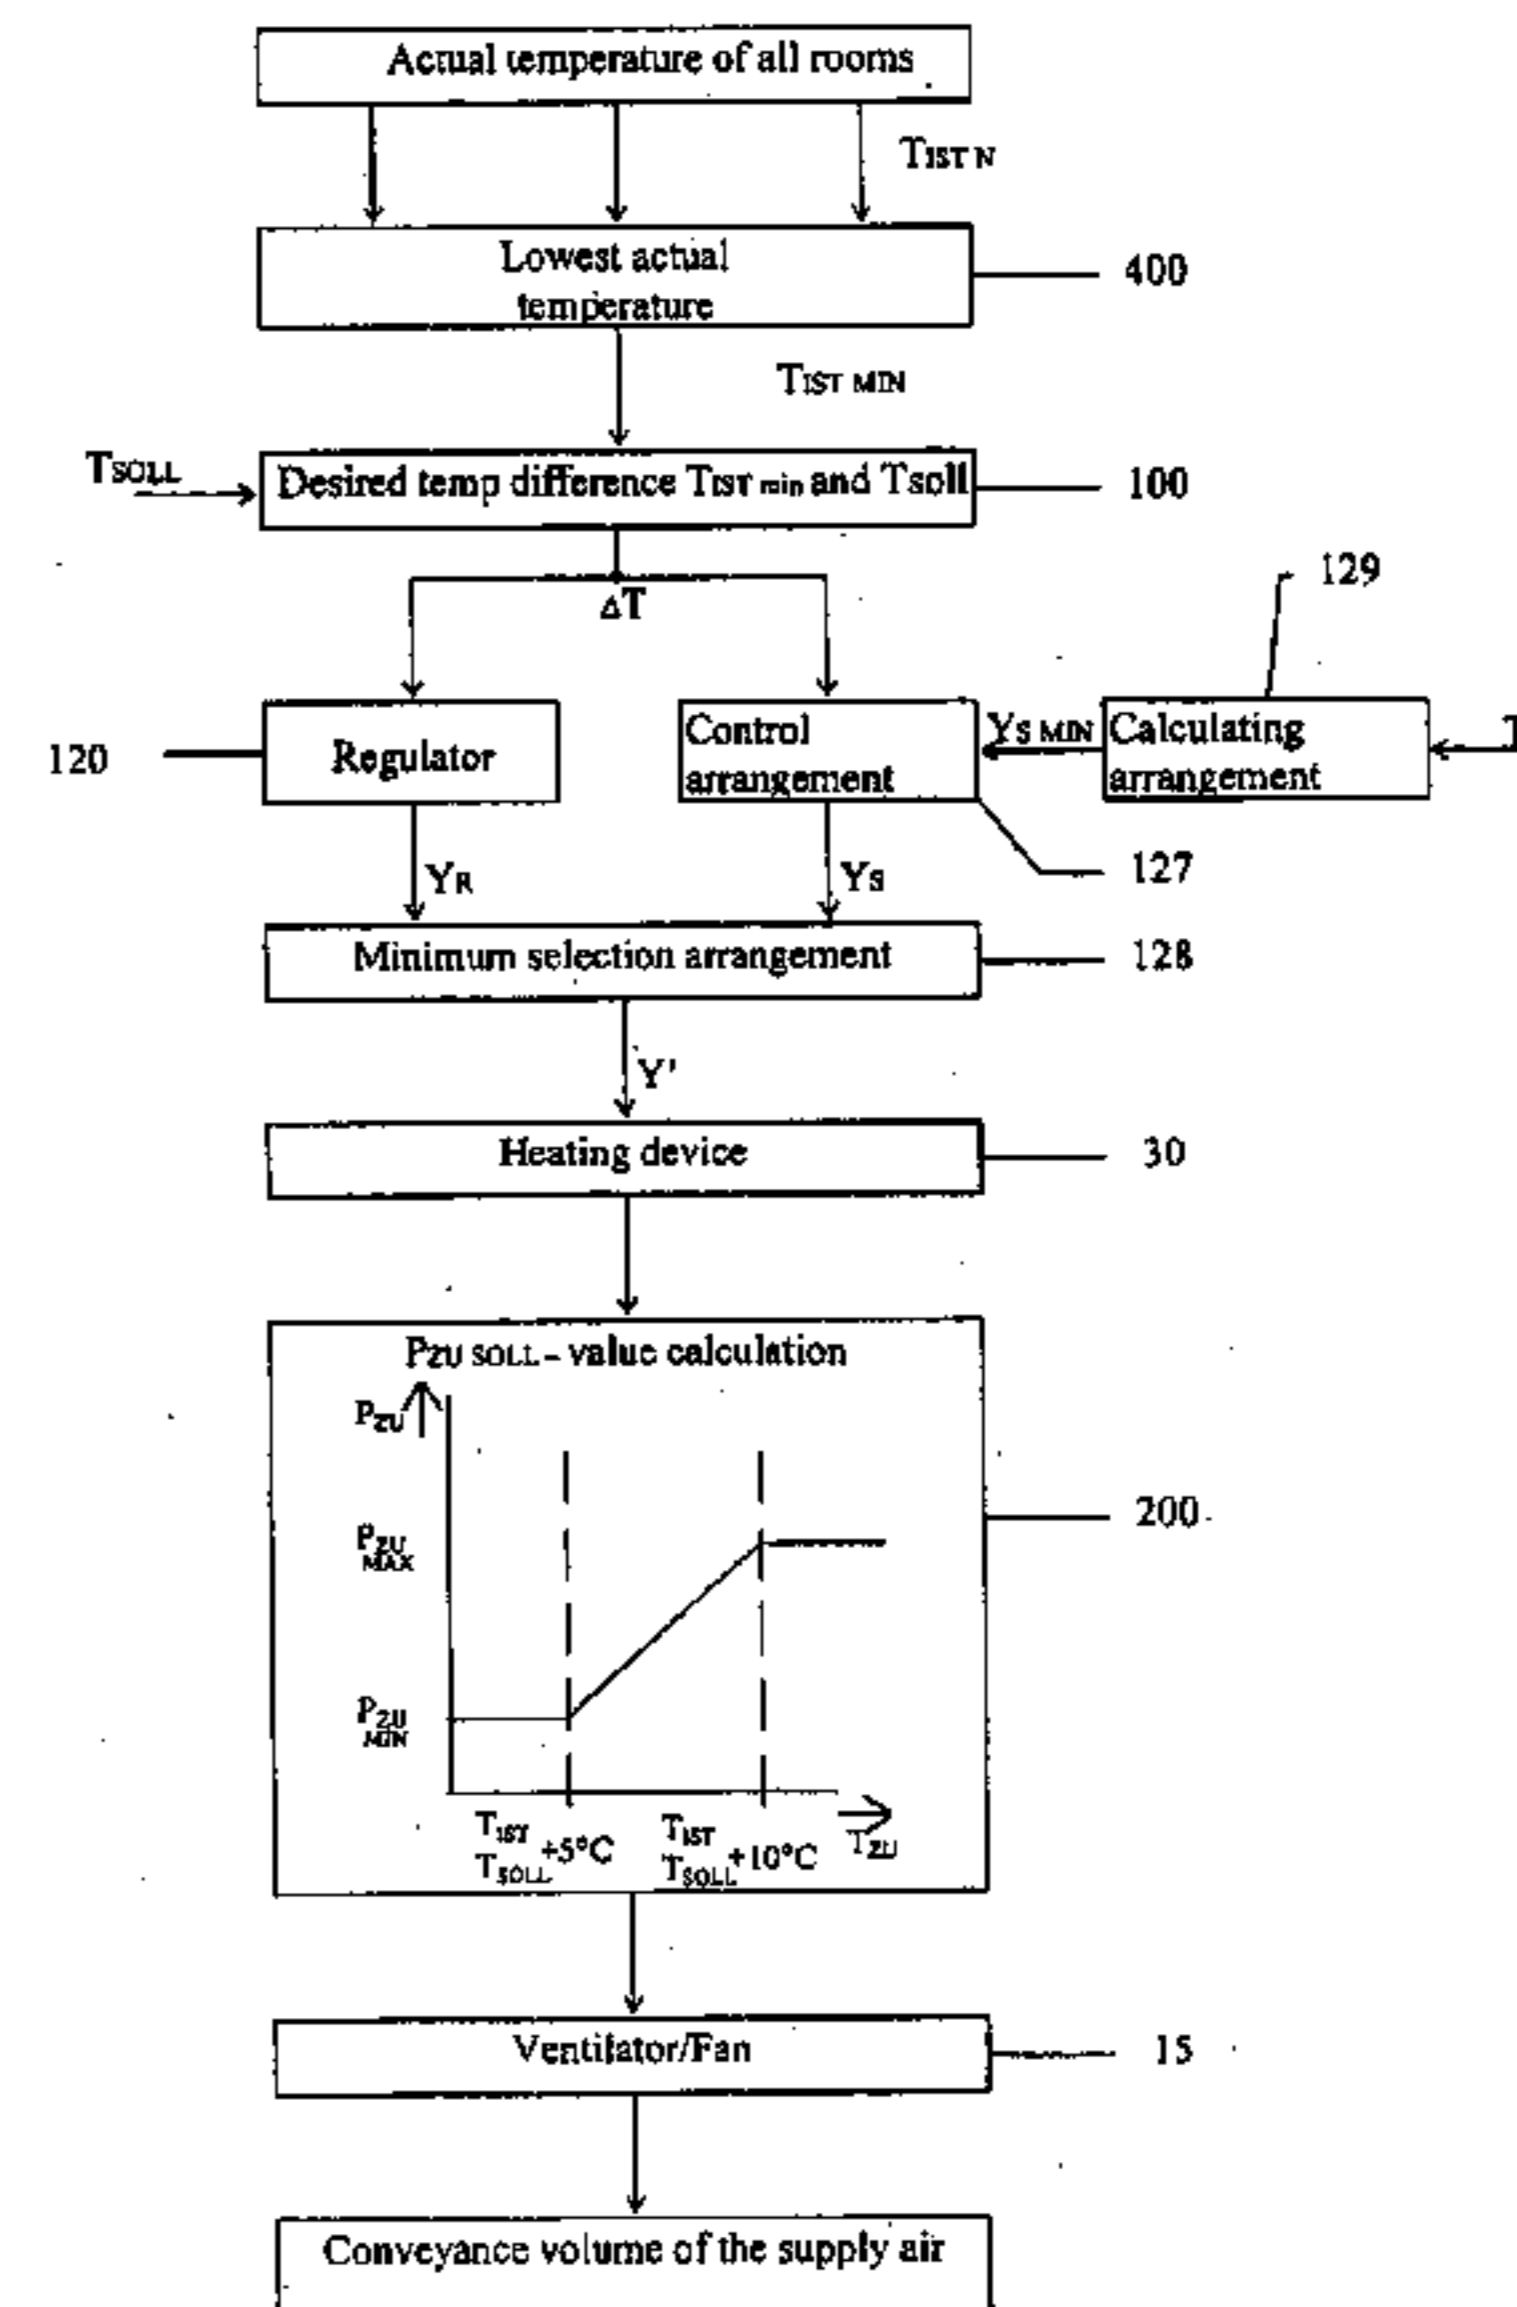 Actual temperature of all rooms
TIST N
Lowest actual
temperature
400
TIST MIN
TSOLL
Desired temp difference TIST min and Tsoll
100
ΔT
129
120
Regulator
Control
arrangement
YS MIN
Calculating
arrangement
T
127
YR
YS
Minimum selection arrangement
128
Y'
Heating device
30
PZU SOLL – value calculation
PZU
PZU
MAX
200
PZU
MIN
TIST
TSOLL
+5°C
TIST
TSOLL
+10°C
TZU
Ventilator/Fan
15
Conveyance volume of the supply air